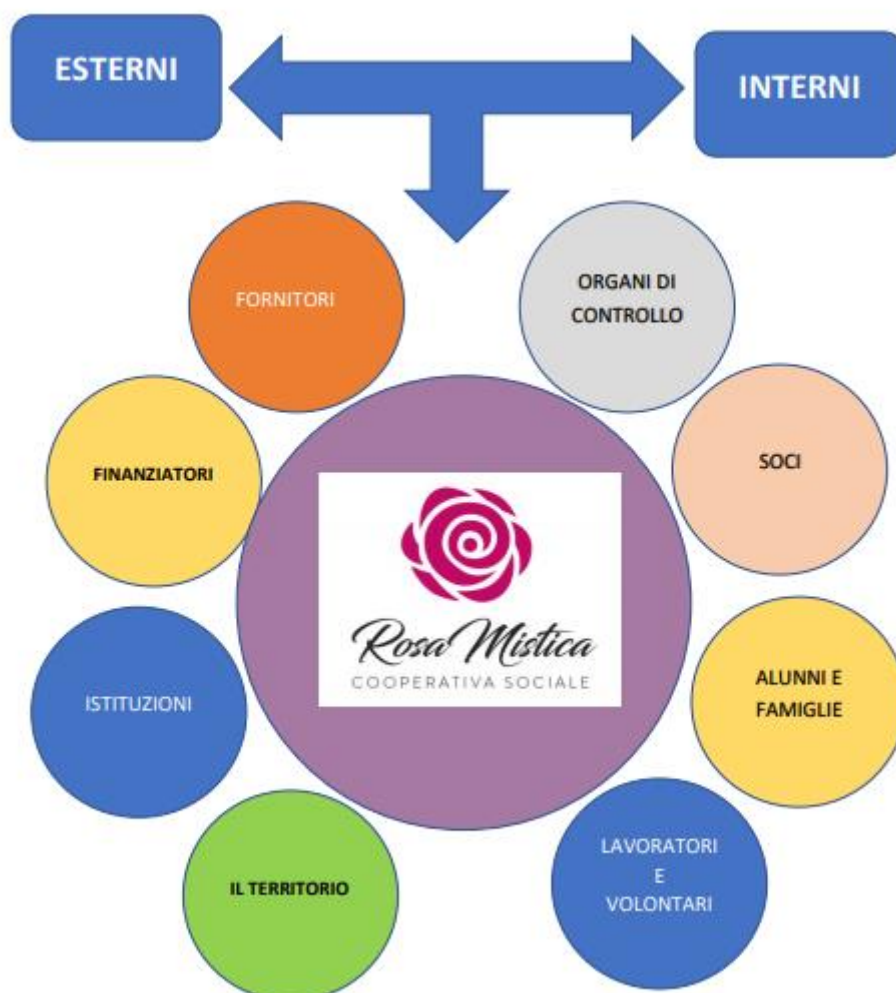 ESTERNI
INTERNI
FORNITORI
ORGANI DI
CONTROLLO
FINANZIATORI
SOCI
Rosa Mistica
COOPERATIVA SOCIALE
ISTITUZIONI
ALUNNI E
FAMIGLIE
IL TERRITORIO
LAVORATORI
E
VOLONTARI